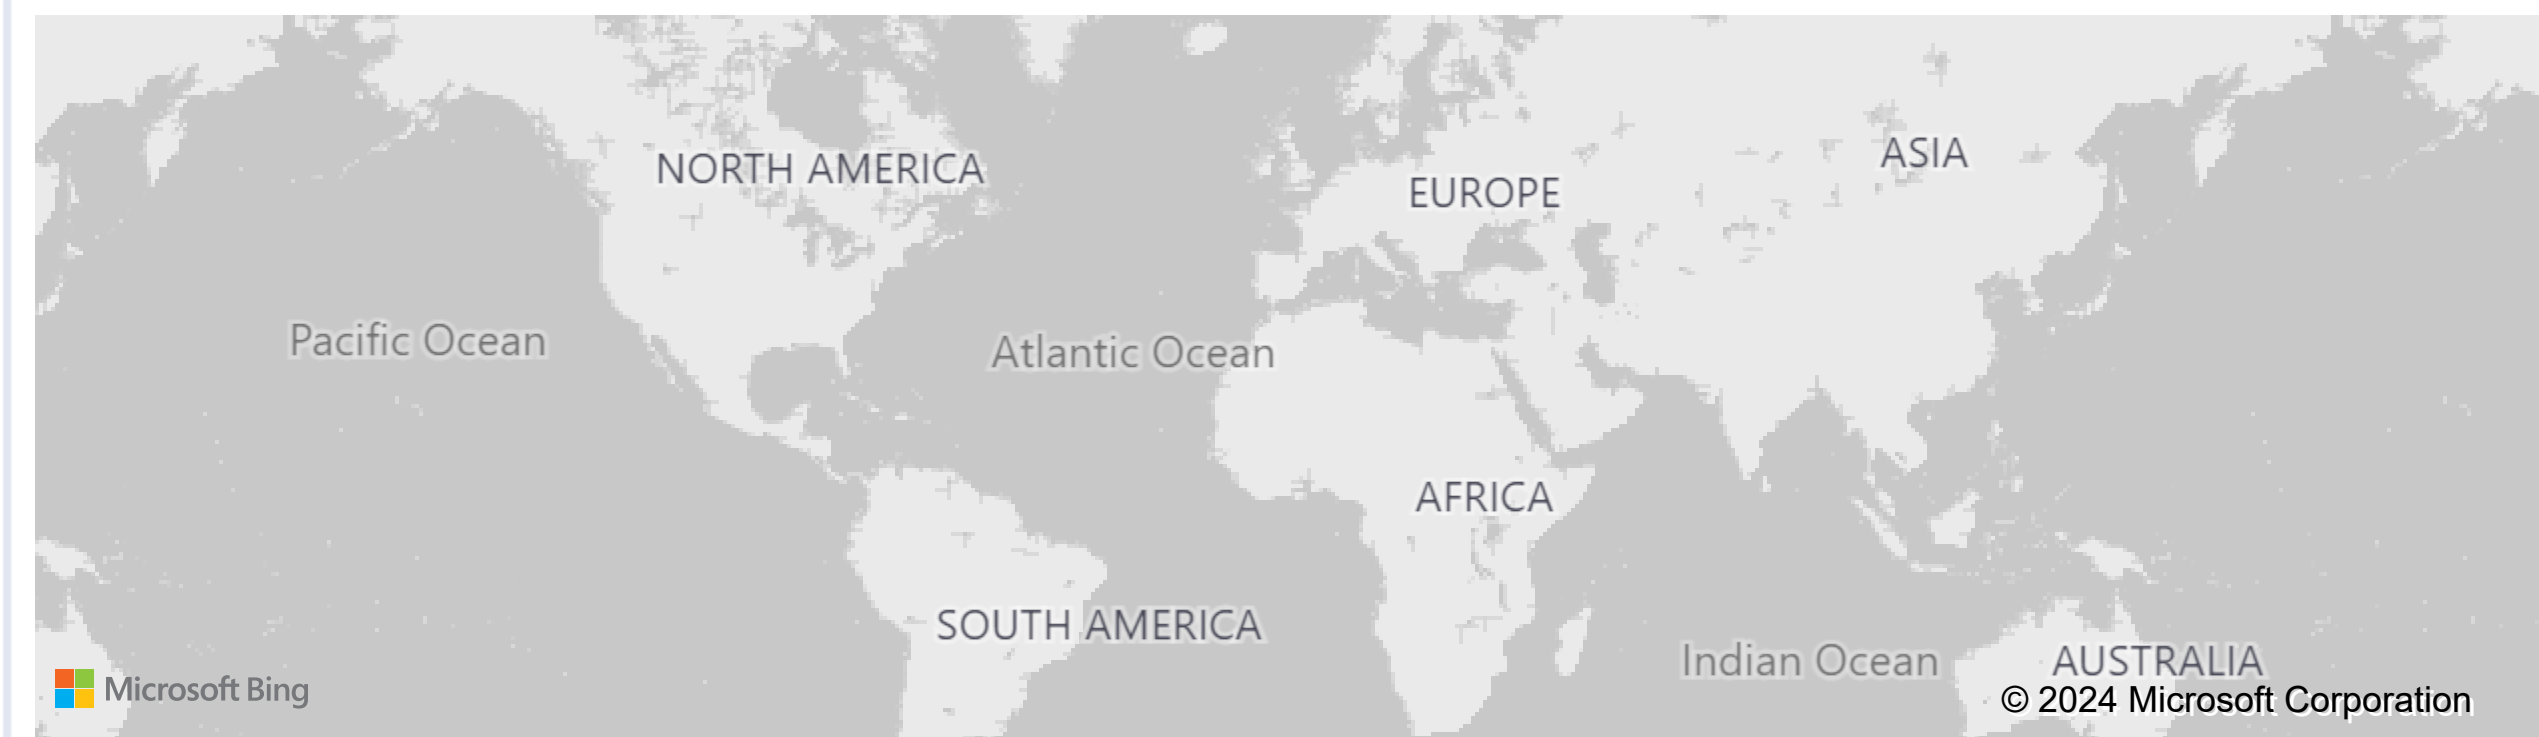 NORTH AMERICA
ASIA
EUROPE
Pacific Ocean
Atlantic Ocean
AFRICA
SOUTH AMERICA
Indian Ocean
AUSTRALIA
Microsoft Bing
© 2024 Microsoft Corporation